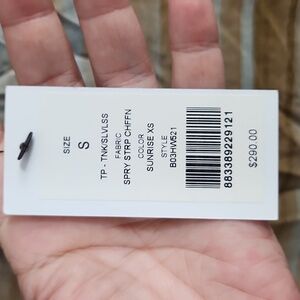 SIZE
S
TP - TNK/SLVLSS
FABRIC
SPRY STRP CHFFN
COLOR
SUNRISE XS
STYLE
B03HW521
883389229121
$290.00